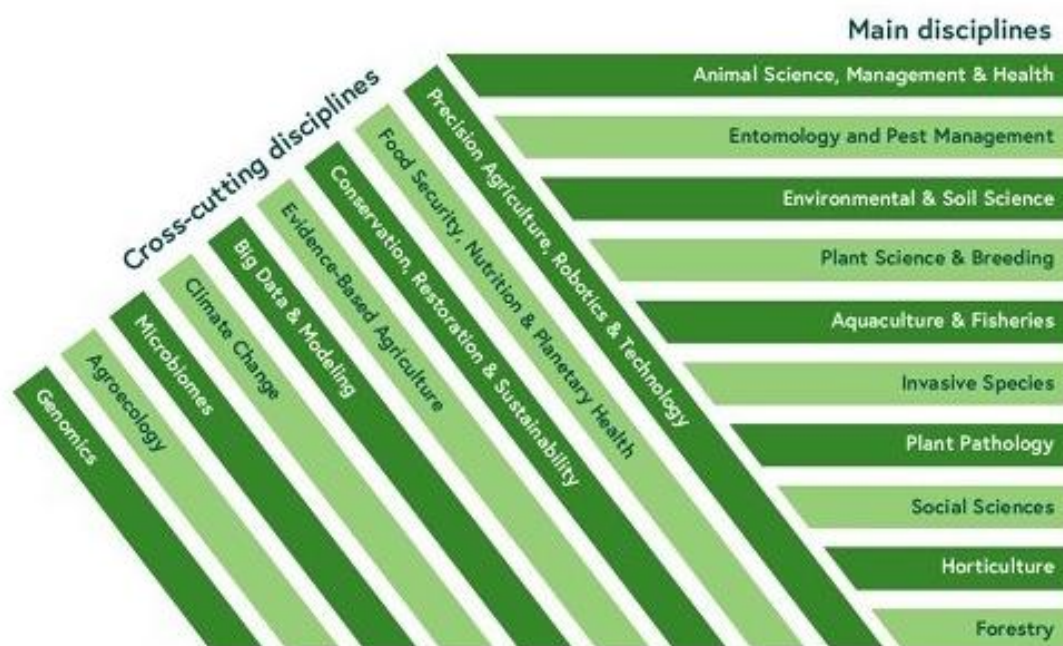 Main disciplines
Animal Science, Management & Health
Entomology and Pest Management
Environmental & Soil Science
Plant Science & Breeding
Aquaculture & Fisheries
Invasive Species
Plant Pathology
Social Sciences
Horticulture
Forestry
Cross-cutting disciplines
Genomics
Agroecology
Microbiomes
Climate Change
Big Data & Modeling
Evidence-Based Agriculture
Conservation, Restoration & Sustainability
Food Security, Nutrition & Planetary Health
Precision Agriculture, Robotics & Technology